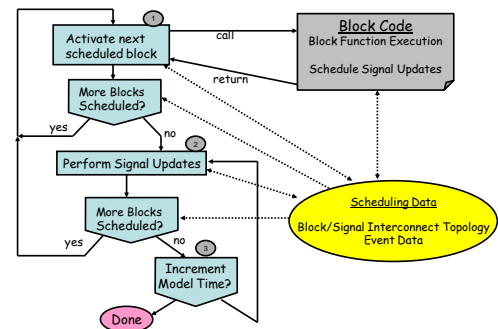 1
Activate next
scheduled block
call
return
Block Code
Block Function Execution
Schedule Signal Updates
More Blocks
Scheduled?
yes
no
2
Perform Signal Updates
More Blocks
Scheduled?
yes
no
3
Increment
Model Time?
Done
Scheduling Data
Block/Signal Interconnect Topology
Event Data